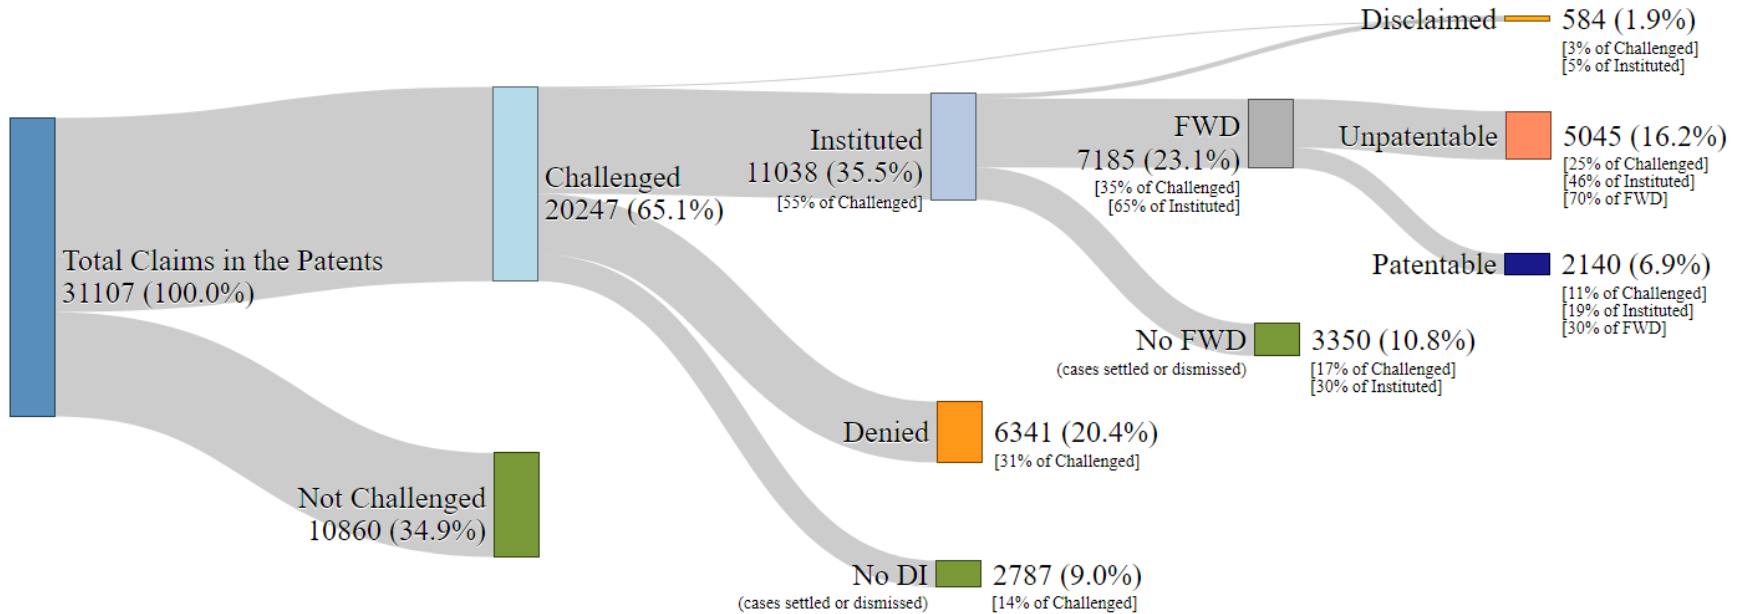 Total Claims in the Patents
31107 (100.0%)
Not Challenged
10860 (34.9%)
Challenged
20247 (65.1%)
Instituted
11038 (35.5%)
[55% of Challenged]
Denied
6341 (20.4%)
[31% of Challenged]
No DI
(cases settled or dismissed)
2787 (9.0%)
[14% of Challenged]
FWD
7185 (23.1%)
[35% of Challenged]
[65% of Instituted]
No FWD
(cases settled or dismissed)
3350 (10.8%)
[17% of Challenged]
[30% of Instituted]
Disclaimed
584 (1.9%)
[3% of Challenged]
[5% of Instituted]
Unpatentable
5045 (16.2%)
[25% of Challenged]
[46% of Instituted]
[70% of FWD]
Patentable
2140 (6.9%)
[11% of Challenged]
[19% of Instituted]
[30% of FWD]